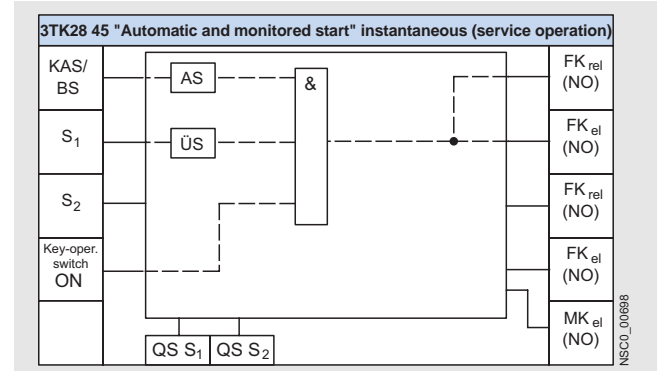 3TK28 45 "Automatic and monitored start" instantaneous (service operation)
KAS/
BS
AS
&
FK rel
(NO)
S1
ÜS
FK el
(NO)
S2
FK rel
(NO)
Key-oper.
switch
ON
FK el
(NO)
MK el
(NO)
QS S1
QS S2
NSC0_00698